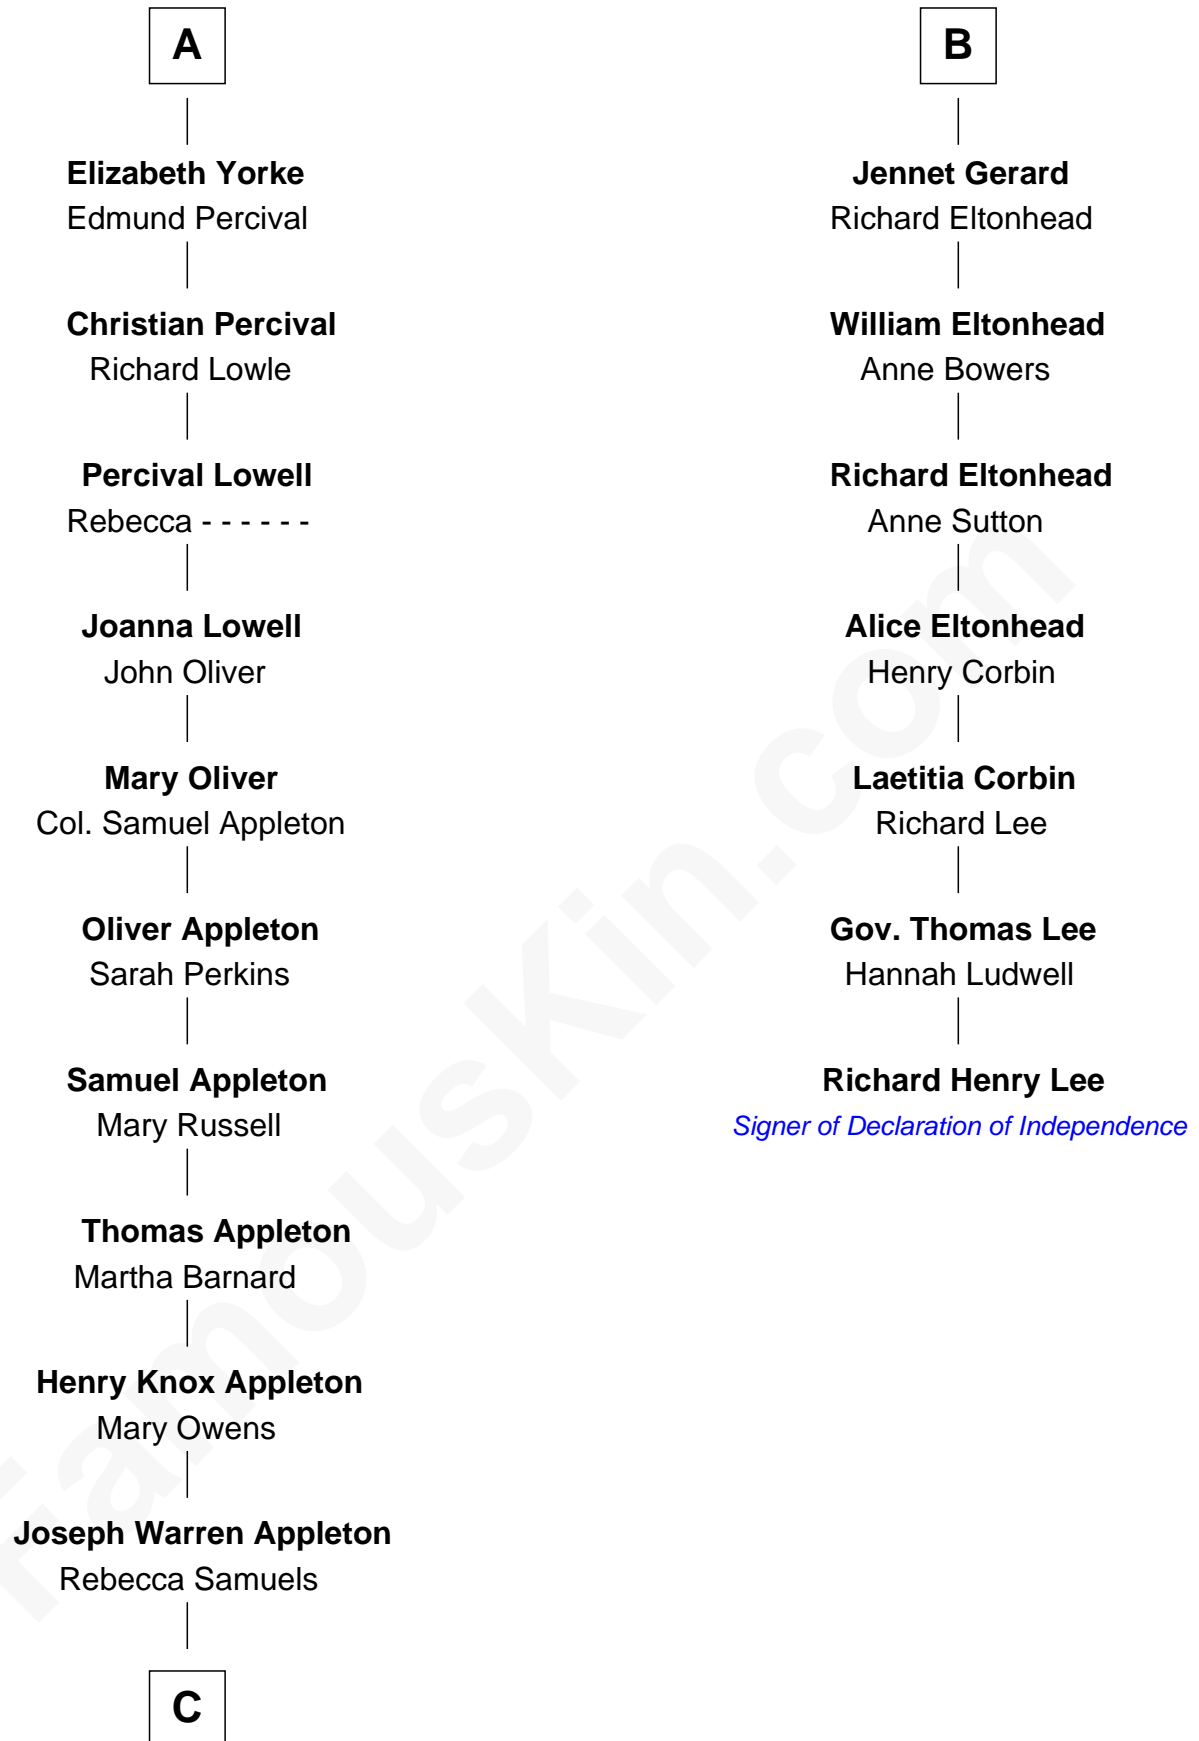 A
Elizabeth Yorke
Edmund Percival
Christian Percival
Richard Lowle
Percival Lowell
Rebecca - - - - - -
Joanna Lowell
John Oliver
Mary Oliver
Col. Samuel Appleton
Oliver Appleton
Sarah Perkins
Samuel Appleton
Mary Russell
Thomas Appleton
Martha Barnard
Henry Knox Appleton
Mary Owens
Joseph Warren Appleton
Rebecca Samuels
C
B
Jennet Gerard
Richard Eltonhead
William Eltonhead
Anne Bowers
Richard Eltonhead
Anne Sutton
Alice Eltonhead
Henry Corbin
Laetitia Corbin
Richard Lee
Gov. Thomas Lee
Hannah Ludwell
Richard Henry Lee
Signer of Declaration of Independence
FamousKin.com